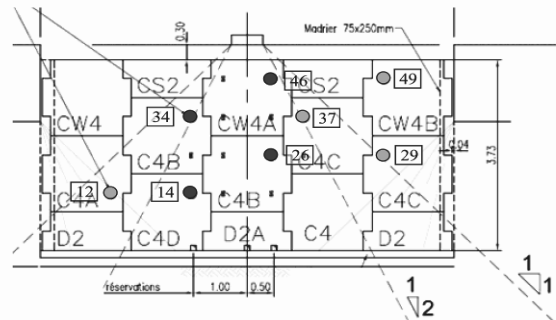 0.30
Madrier 75x250mm
CS2
46
CS2
49
34
37
CW4
CW4A
CW4B
0.04
3.73
C4B
26
C4C
29
12
14
C4A
C4B
C4C
D2
C4D
D2A
C4
D2
réservations
1.00
0.50
1
1
1
2